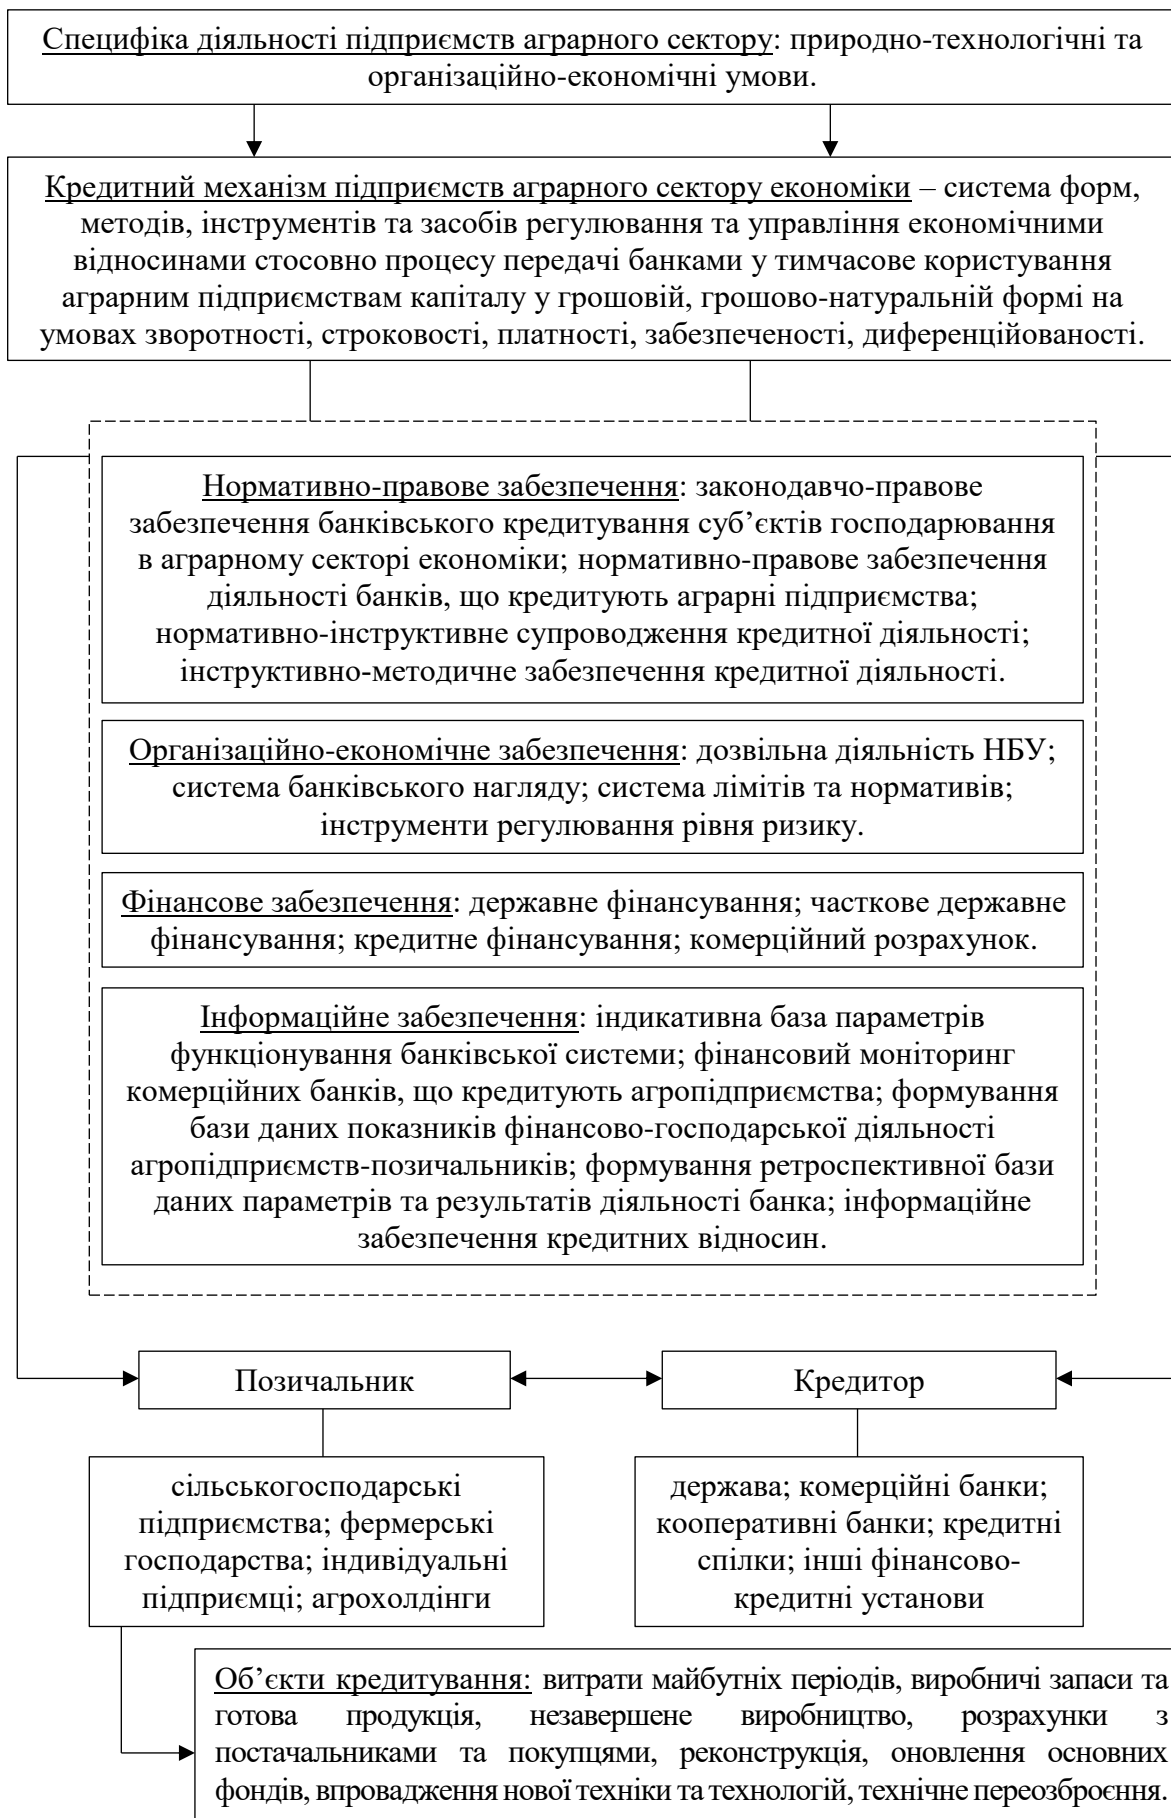 Специфіка діяльності підприємств аграрного сектору: природно-технологічні та
організаційно-економічні умови.
Кредитний механізм підприємств аграрного сектору економіки – система форм,
методів, інструментів та засобів регулювання та управління економічними
відносинами стосовно процесу передачі банками у тимчасове користування
аграрним підприємствам капіталу у грошовій, грошово-натуральній формі на
умовах зворотності, строковості, платності, забезпеченості, диференційованості.
Нормативно-правове забезпечення: законодавчо-правове
забезпечення банківського кредитування суб’єктів господарювання
в аграрному секторі економіки; нормативно-правове забезпечення
діяльності банків, що кредитують аграрні підприємства;
нормативно-інструктивне супроводження кредитної діяльності;
інструктивно-методичне забезпечення кредитної діяльності.
Організаційно-економічне забезпечення: дозвільна діяльність НБУ;
система банківського нагляду; система лімітів та нормативів;
інструменти регулювання рівня ризику.
Фінансове забезпечення: державне фінансування; часткове державне
фінансування; кредитне фінансування; комерційний розрахунок.
Інформаційне забезпечення: індикативна база параметрів
функціонування банківської системи; фінансовий моніторинг
комерційних банків, що кредитують агропідприємства; формування
бази даних показників фінансово-господарської діяльності
агропідприємств-позичальників; формування ретроспективної бази
даних параметрів та результатів діяльності банка; інформаційне
забезпечення кредитних відносин.
Позичальник
Кредитор
сільськогосподарські
підприємства; фермерські
господарства; індивідуальні
підприємці; агрохолдінги
держава; комерційні банки;
кооперативні банки; кредитні
спілки; інші фінансово-
кредитні установи
Об’єкти кредитування: витрати майбутніх періодів, виробничі запаси та
готова продукція, незавершене виробництво, розрахунки з
постачальниками та покупцями, реконструкція, оновлення основних
фондів, впровадження нової техніки та технологій, технічне переозброєння.